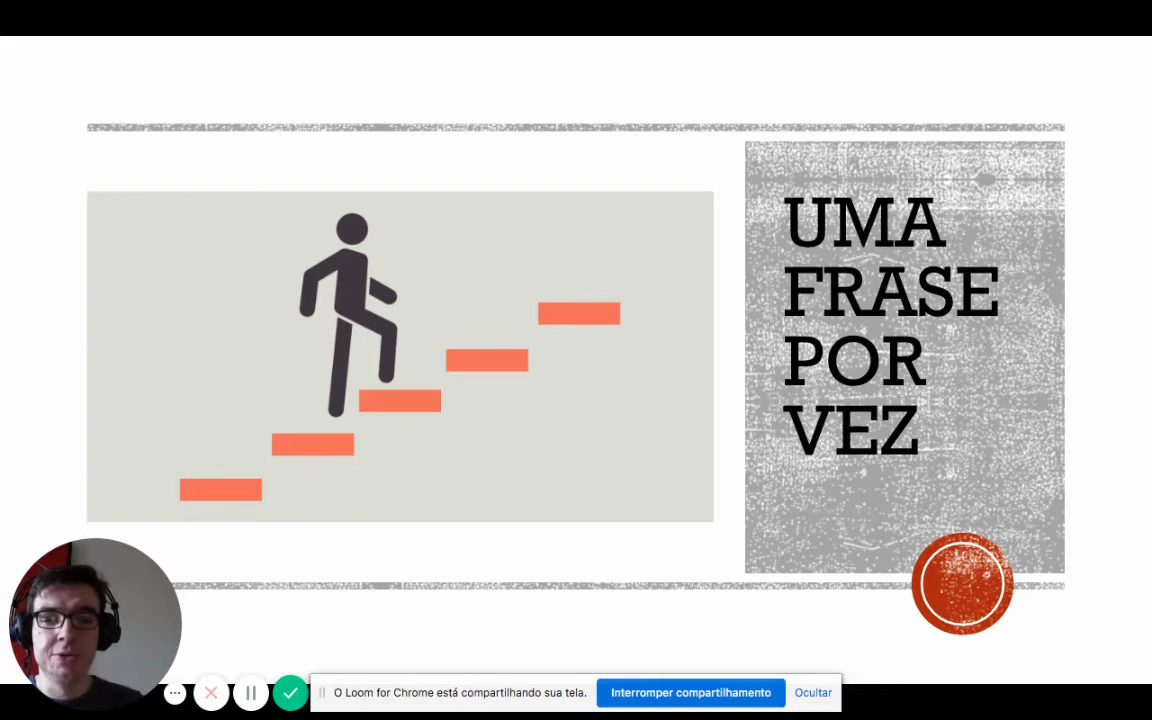 UMA
FRASE
POR
VEZ
O Loom for Chrome está compartilhando sua tela.
Interromper compartilhamento
Ocultar